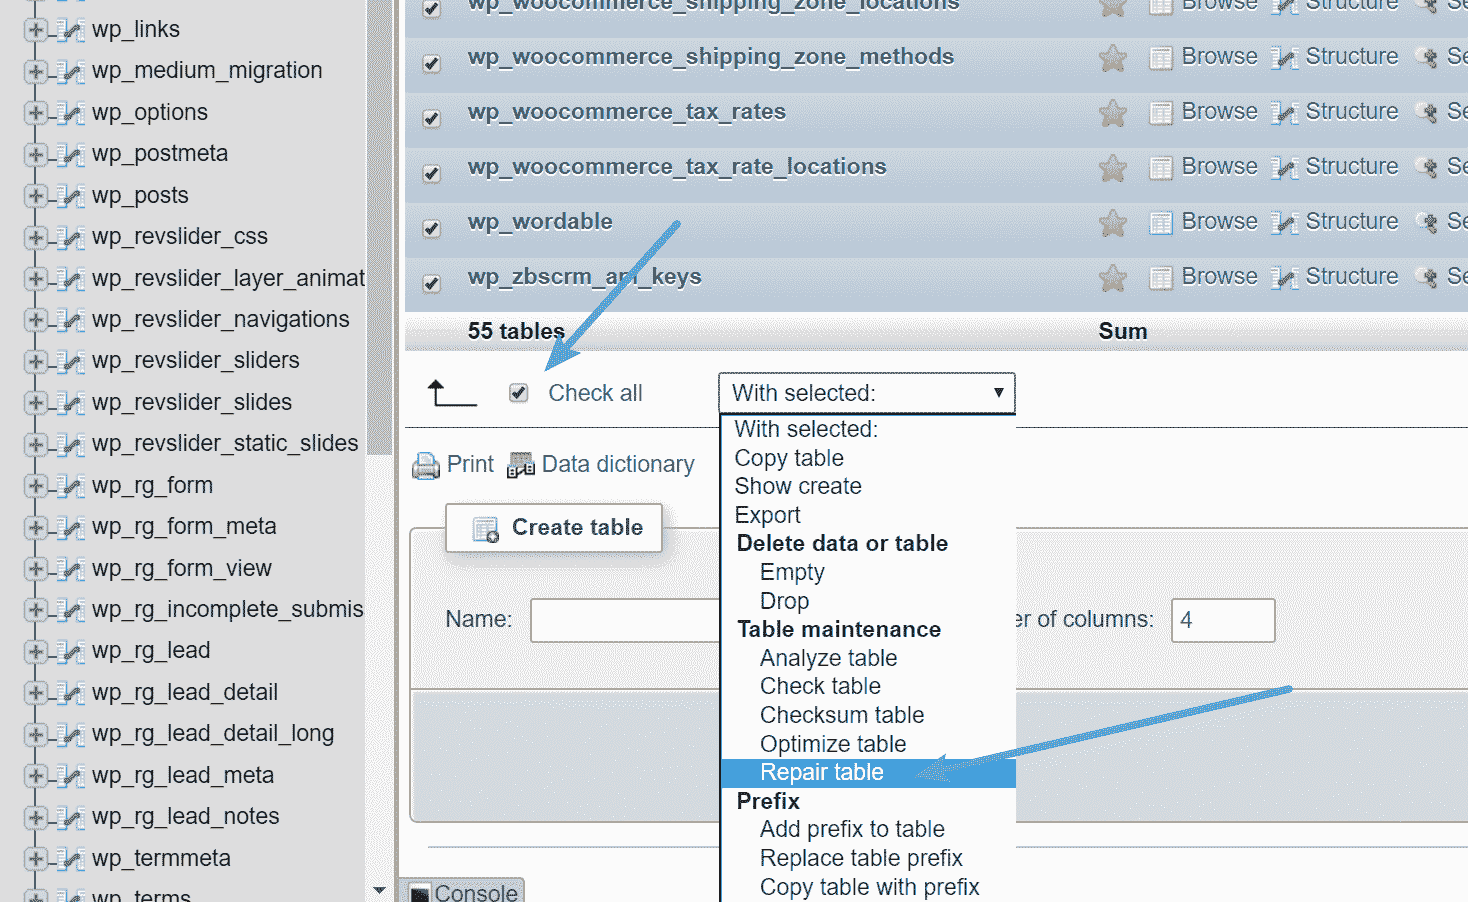 wp_links
wp_medium_migration
wp_options
wp_postmeta
wp_posts
wp_revslider_css
wp_revslider_layer_animat
wp_revslider_navigations
wp_revslider_sliders
wp_revslider_slides
wp_revslider_static_slides
wp_rg_form
wp_rg_form_meta
wp_rg_form_view
wp_rg_incomplete_submis
wp_rg_lead
wp_rg_lead_detail
wp_rg_lead_detail_long
wp_rg_lead_meta
wp_rg_lead_notes
wp_termmeta
wp_terms
wp_woocommerce_shipping_zone_locations Browse Structure Se
wp_woocommerce_shipping_zone_methods Browse Structure Se
wp_woocommerce_tax_rates Browse Structure Se
wp_woocommerce_tax_rate_locations Browse Structure Se
wp_wordable Browse Structure Se
wp_zbscrm_api_keys Browse Structure Se
55 tables Sum
Check all With selected:
With selected:
Copy table
Show create
Export
Delete data or table
Empty
Drop
Table maintenance
Analyze table
Check table
Checksum table
Optimize table
Repair table
Prefix
Add prefix to table
Replace table prefix
Copy table with prefix
Print Data dictionary
Create table
Name: er of columns: 4
Console